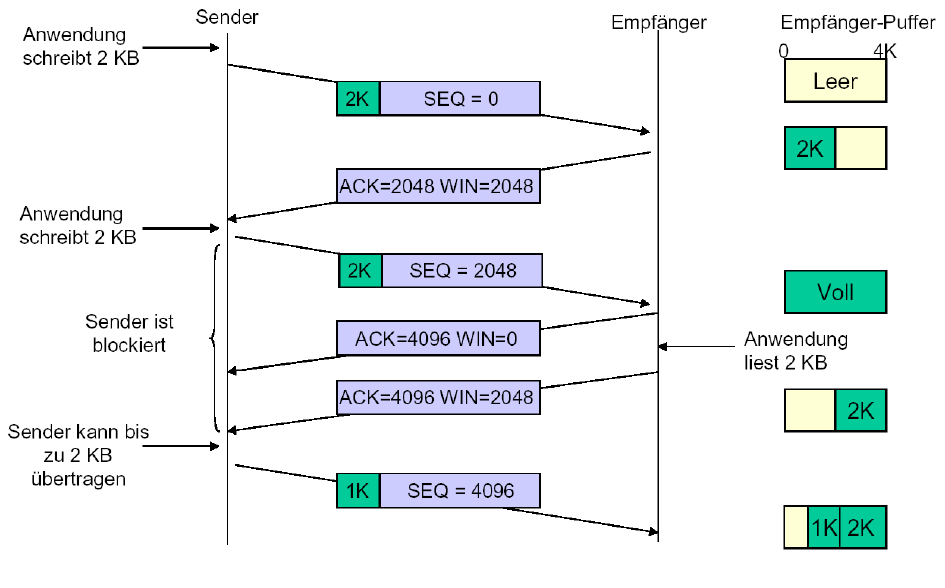 Sender
Empfänger
Empfänger-Puffer
0
4K
Anwendung
schreibt 2 KB
Leer
2K
SEQ = 0
2K
ACK=2048 WIN=2048
Anwendung
schreibt 2 KB
2K
SEQ = 2048
Voll
Sender ist
blockiert
ACK=4096 WIN=0
Anwendung
liest 2 KB
ACK=4096 WIN=2048
2K
Sender kann bis
zu 2 KB
übertragen
1K
SEQ = 4096
1K
2K